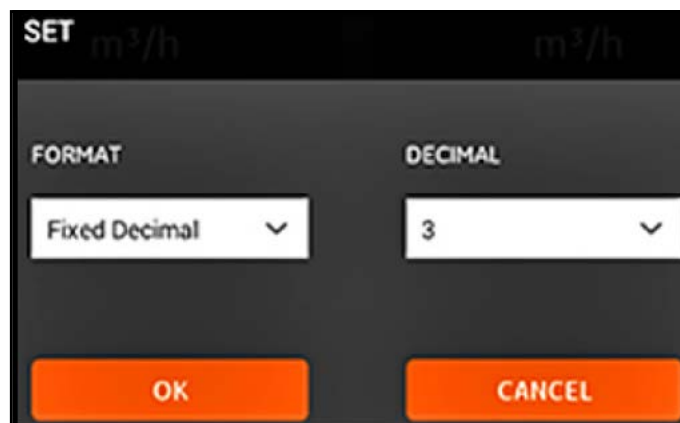 SET
m³/h m³/h
FORMAT DECIMAL
Fixed Decimal 3
OK CANCEL